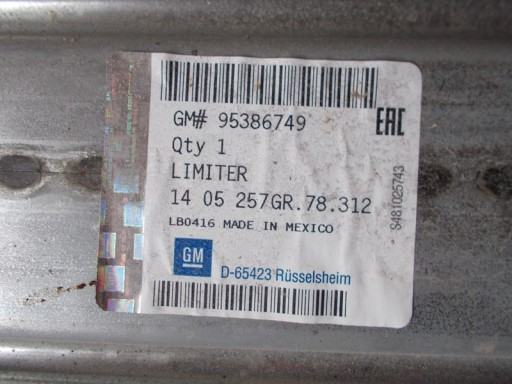 GM# 95386749
EAC
Qty 1
LIMITER
14 05 257GR.78.312
LB0416 MADE IN MEXICO
GM
D-65423 Rüsselsheim
S481025743